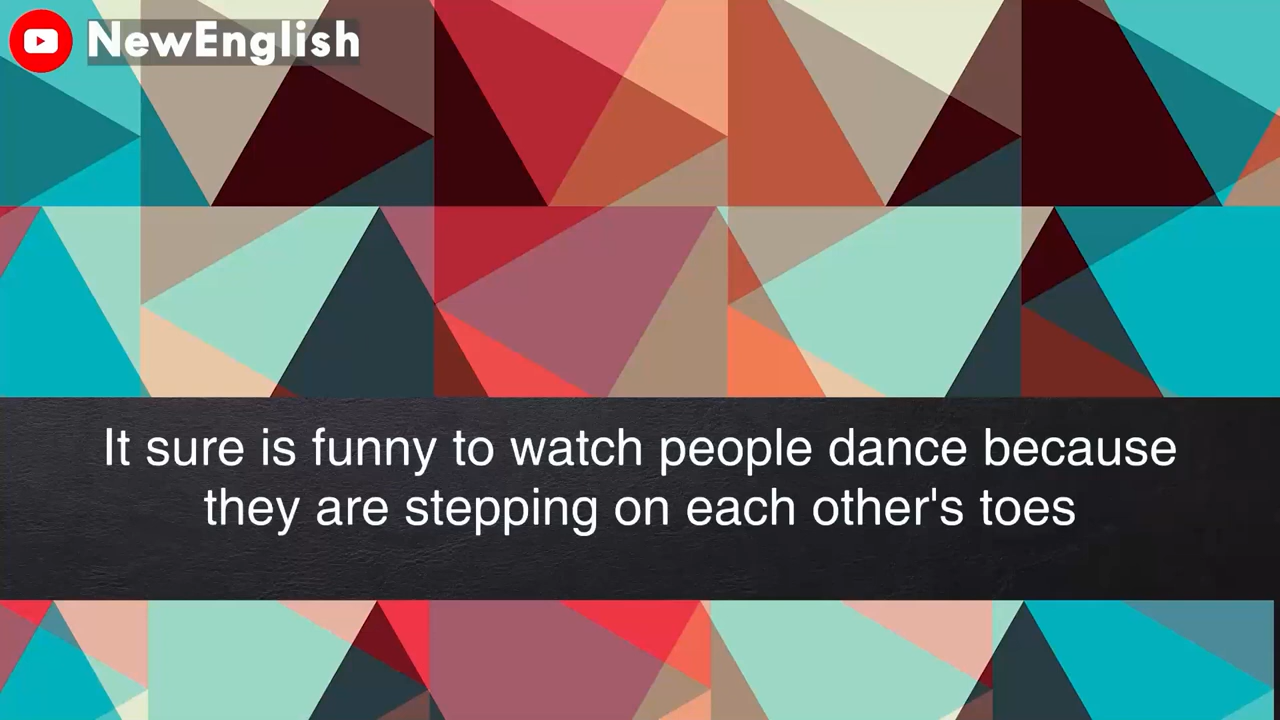 NewEnglish
It sure is funny to watch people dance because
they are stepping on each other's toes